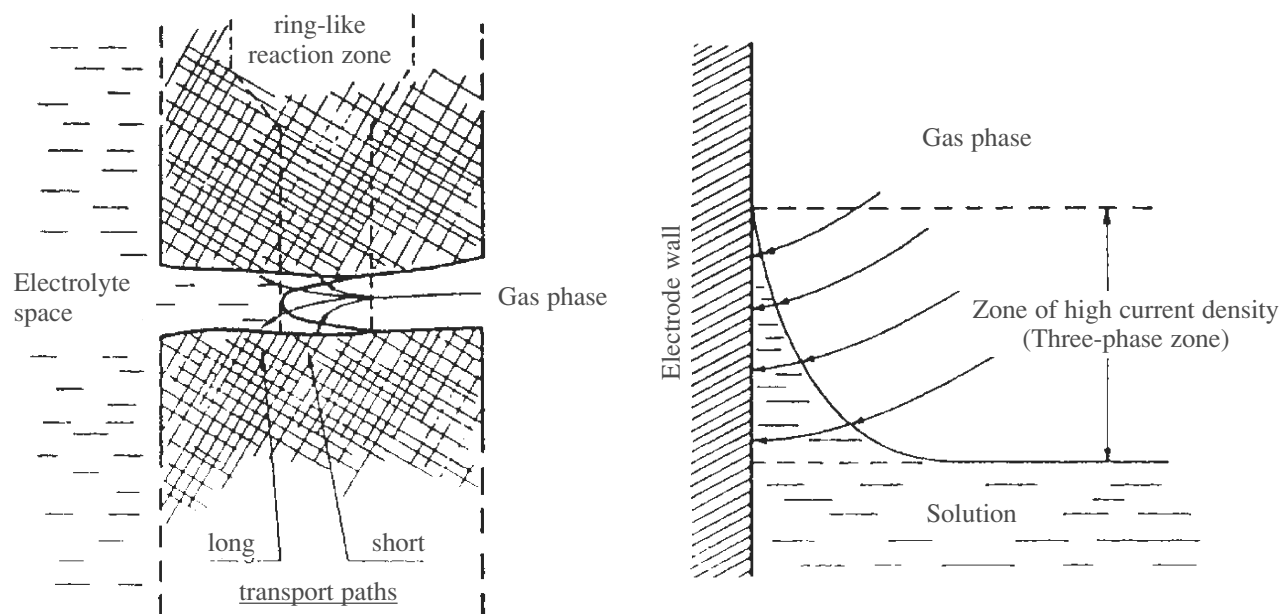 ring-like
reaction zone
Electrolyte
space
Gas phase
long
short
transport paths
Electrode wall
Gas phase
Zone of high current density
(Three-phase zone)
Solution